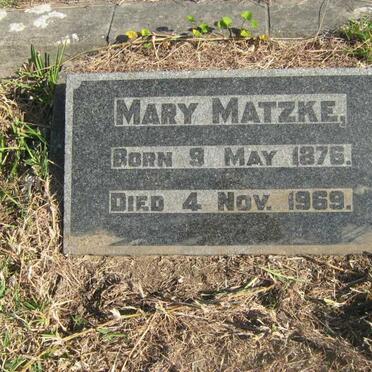 MARY MATZKE,
BORN 9 MAY 1876.
DIED 4 NOV. 1969.